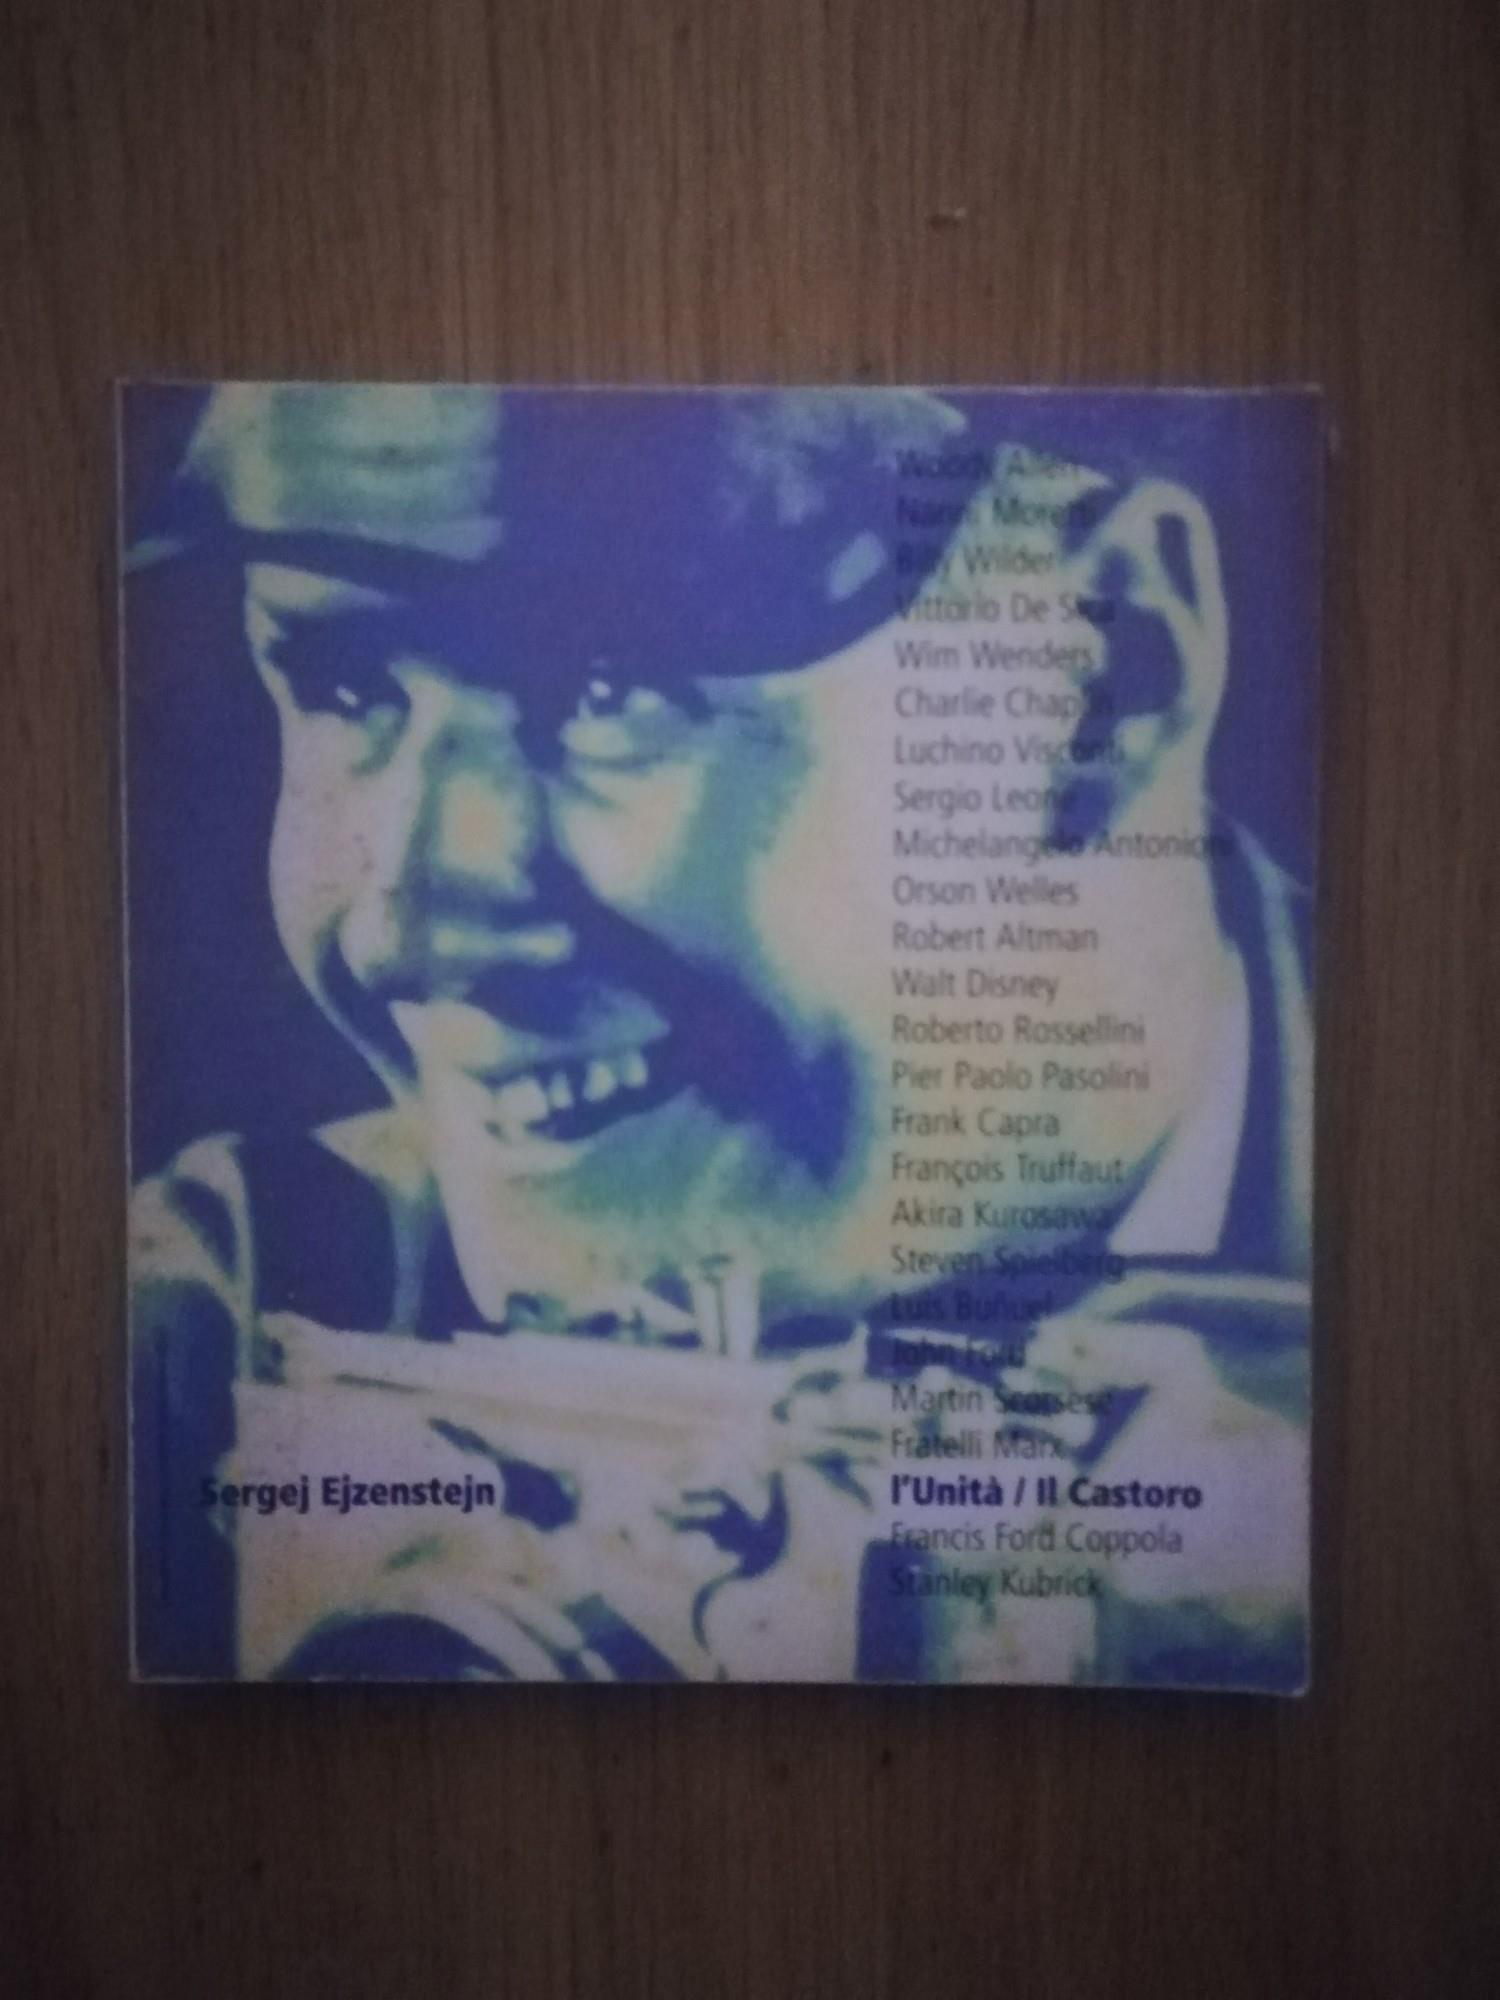 Woody Allen
Nanni Moretti
Billy Wilder
Vittorio De Sica
Wim Wenders
Charlie Chaplin
Luchino Visconti
Sergio Leone
Michelangelo Antonioni
Orson Welles
Robert Altman
Walt Disney
Roberto Rossellini
Pier Paolo Pasolini
Frank Capra
François Truffaut
Akira Kurosawa
Steven Spielberg
Luis Buñuel
John Ford
Martin Scorsese
Fratelli Marx
Sergej Ejzenstejn
l'Unità / Il Castoro
Francis Ford Coppola
Stanley Kubrick